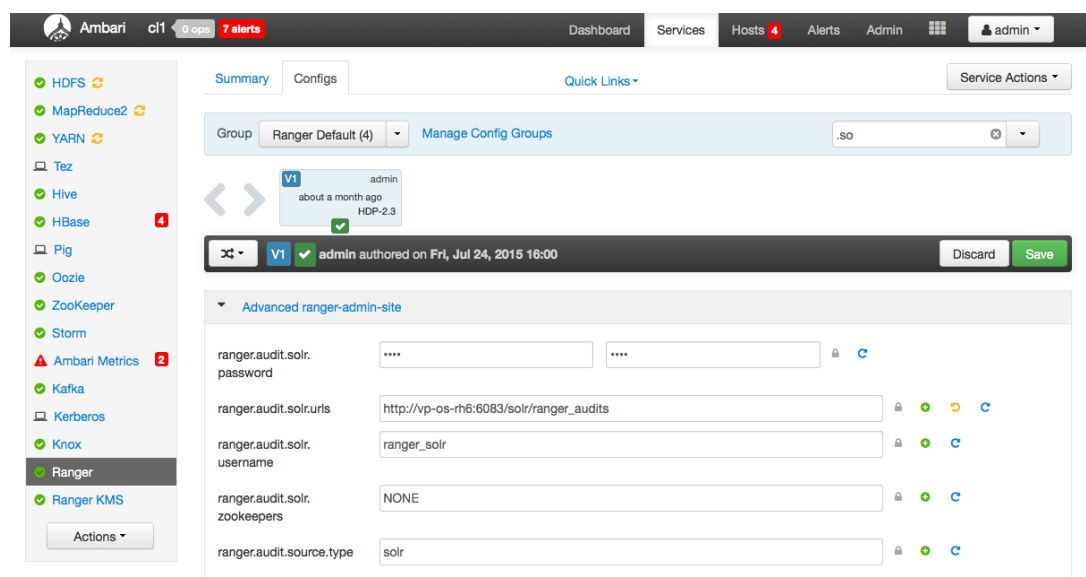 Ambari cl1 0 ops 7 alerts Dashboard Services Hosts 4 Alerts Admin admin
HDFS
MapReduce2
YARN
Tez
Hive
HBase 4
Pig
Oozie
ZooKeeper
Storm
Ambari Metrics 2
Kafka
Kerberos
Knox
Ranger
Ranger KMS
Actions
Summary Configs Quick Links Service Actions
Group Ranger Default (4) Manage Config Groups .so
V1 admin
about a month ago
HDP-2.3
V1 admin authored on Fri, Jul 24, 2015 16:00 Discard Save
Advanced ranger-admin-site
ranger.audit.solr.
password
ranger.audit.solr.urls http://vp-os-rh6:6083/solr/ranger_audits
ranger.audit.solr.
username
ranger_solr
ranger.audit.solr.
zookeepers
NONE
ranger.audit.source.type solr